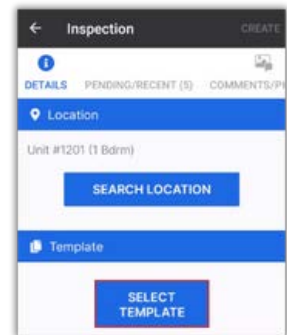 Inspection CREATE
DETAILS PENDING/RECENT (5) COMMENTS/P
Location
Unit #1201 (1 Bdrm)
SEARCH LOCATION
Template
SELECT
TEMPLATE